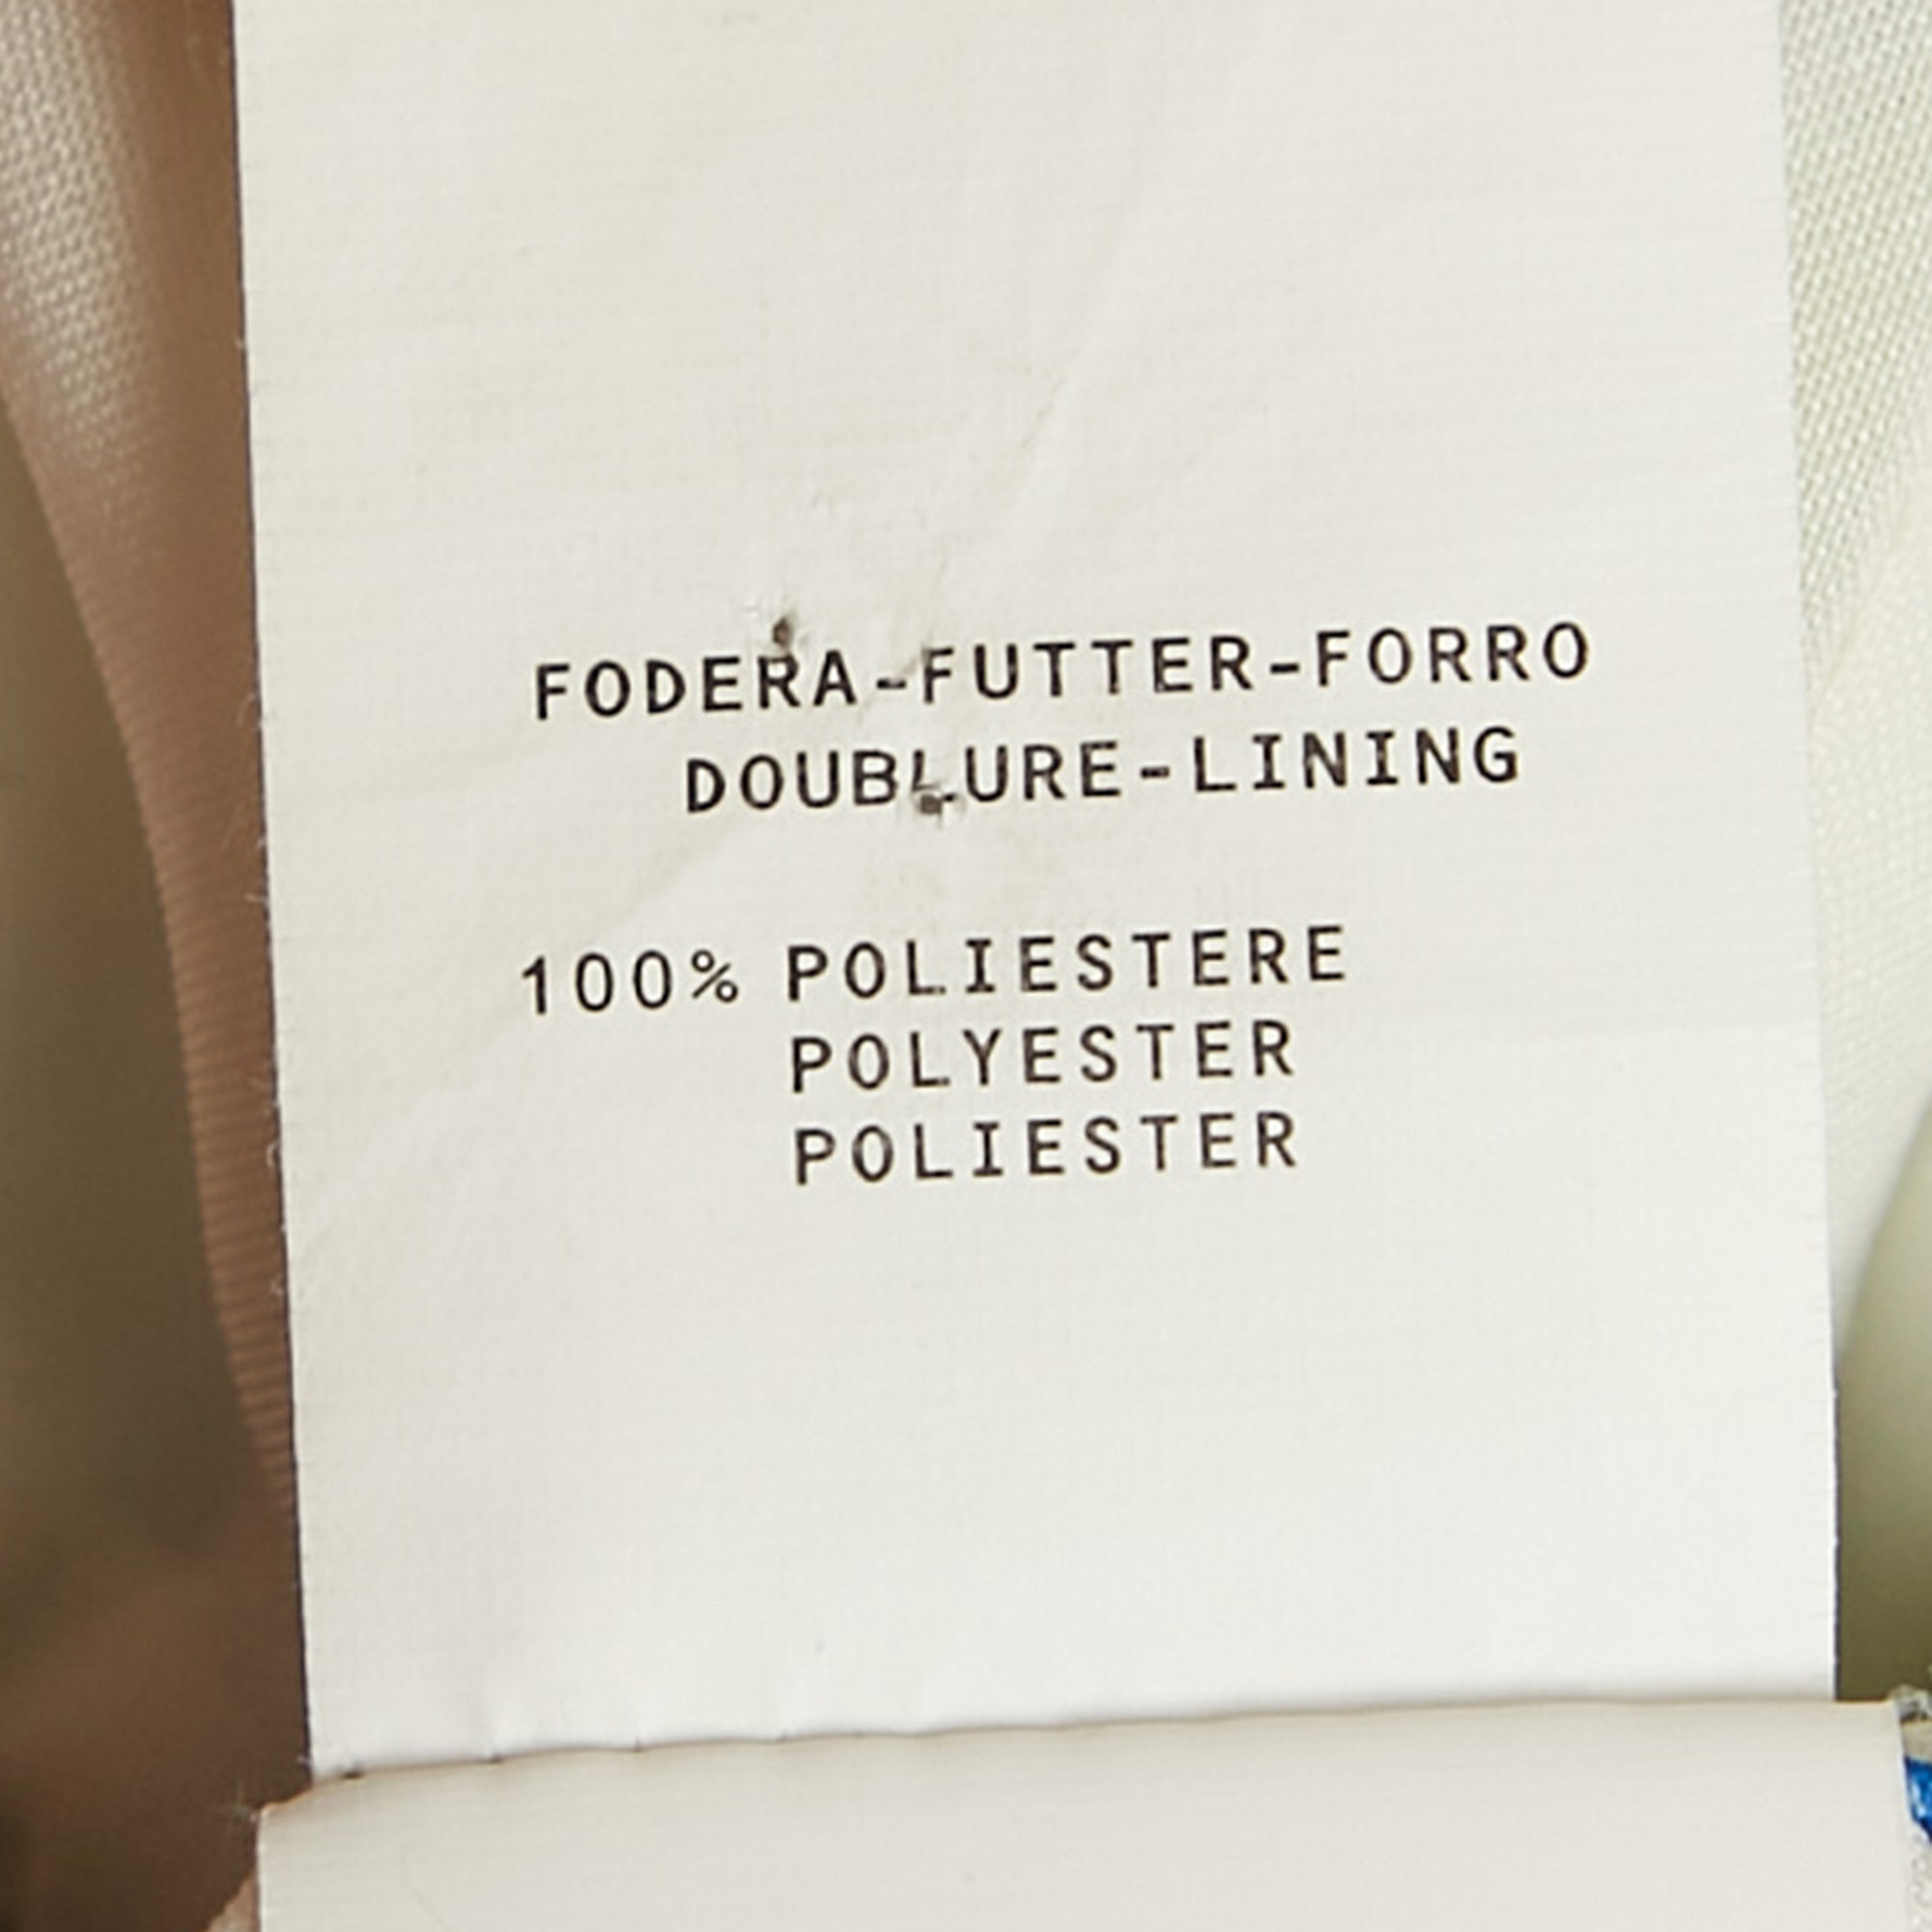 FODERA-FUTTER-FORRO
DOUBLURE-LINING
100% POLIESTERE
POLYESTER
POLIESTER